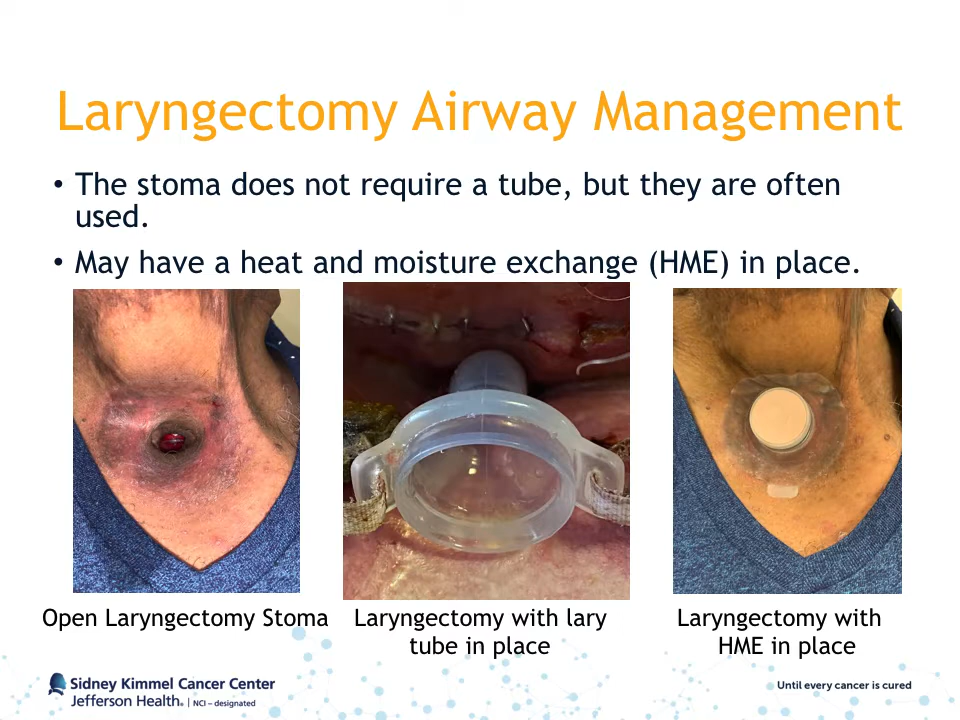 Laryngectomy Airway Management
• The stoma does not require a tube, but they are often
used.
• May have a heat and moisture exchange (HME) in place.
Open Laryngectomy Stoma
Laryngectomy with lary
tube in place
Laryngectomy with
HME in place
Sidney Kimmel Cancer Center
Jefferson Health. | NCI – designated
Until every cancer is cured